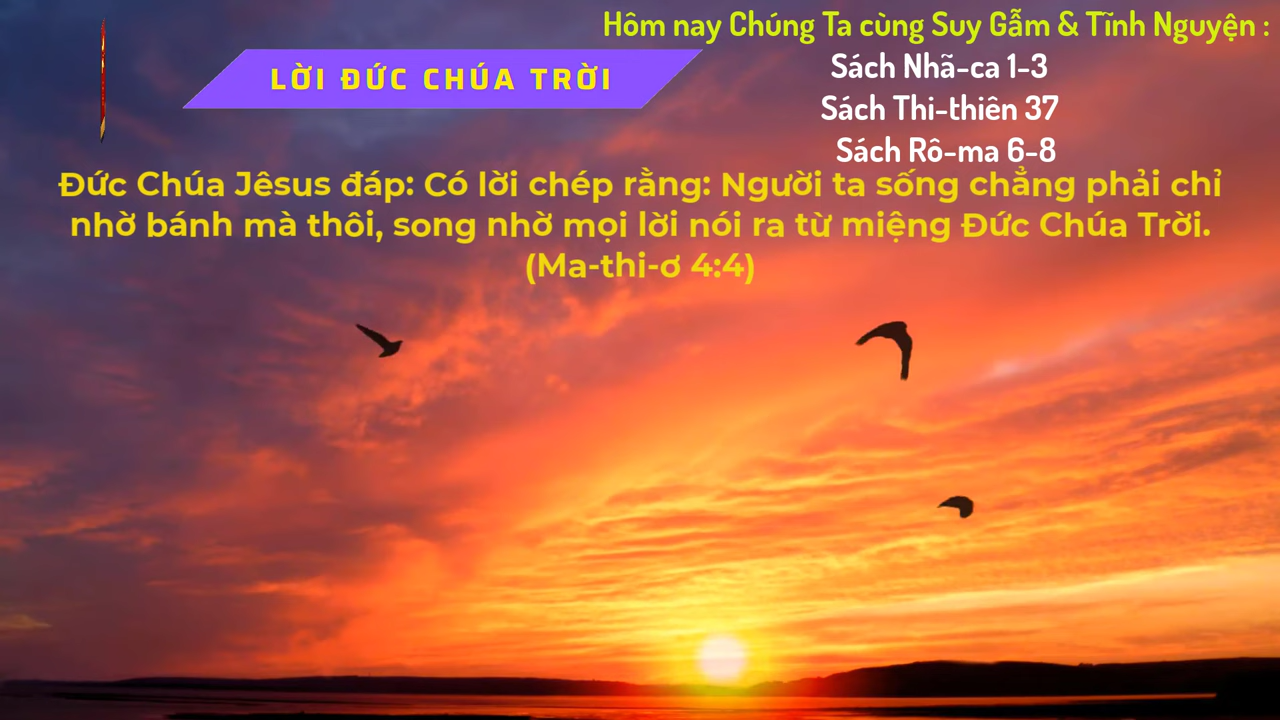 Hôm nay Chúng Ta cùng Suy Gẫm & Tĩnh Nguyện :
Sách Nhã-ca 1-3
Sách Thi-thiên 37
Sách Rô-ma 6-8
LỜI ĐỨC CHÚA TRỜI
Đức Chúa Jêsus đáp: Có lời chép rằng: Người ta sống chẳng phải chỉ
nhờ bánh mà thôi, song nhờ mọi lời nói ra từ miệng Đức Chúa Trời.
(Ma-thi-ơ 4:4)